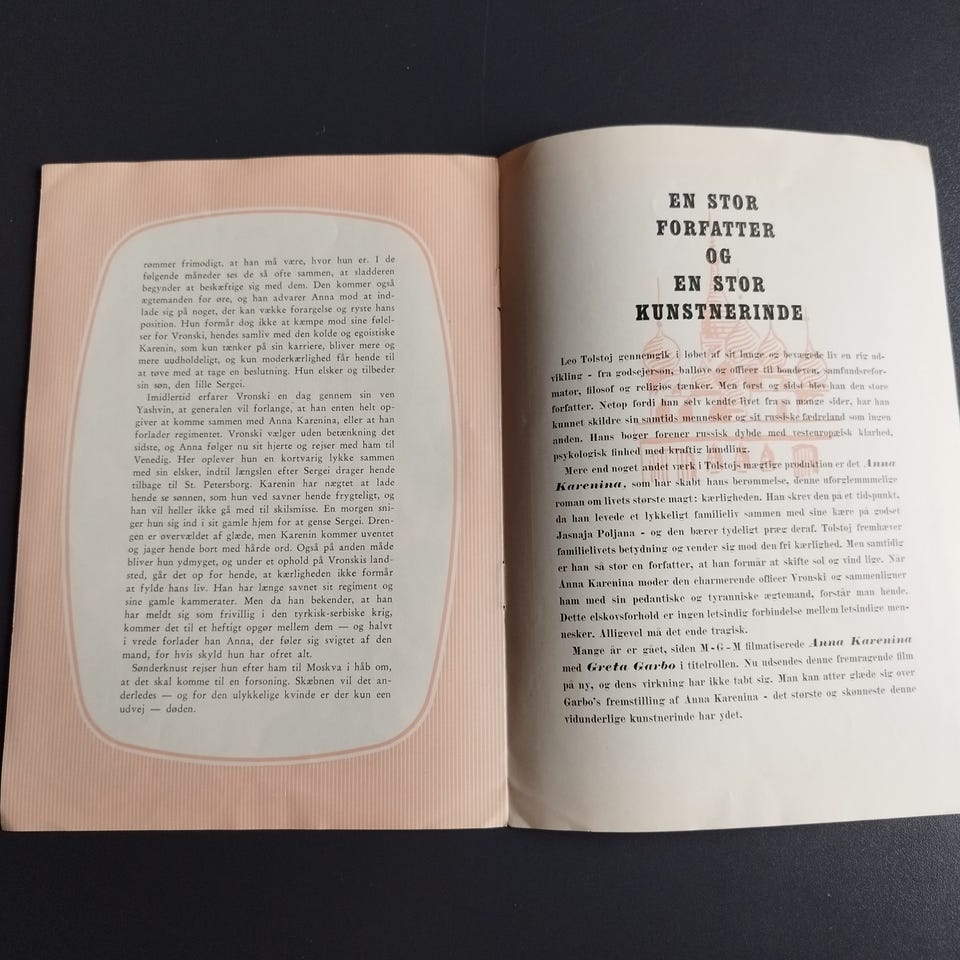 rømmer frimodigt, at han må være, hvor hun er. I de
følgende måneder ses de så ofte sammen, at sladderen
begynder at beskæftige sig med dem. Den kommer også
ægtemanden for øre, og han advarer Anna mod at ind-
lade sig på noget, der kan vække forargelse og ryste hans
position. Hun formår dog ikke at kæmpe mod sine følel-
ser for Vronski, hendes samliv med den kolde og egoistiske
Karenin, som kun tænker på sin karriere, bliver mere og
mere uudholdeligt, og kun moderkærlighed får hende til
at tøve med at tage en beslutning. Hun elsker og tilbeder
sin søn, den lille Sergei.
Imidlertid erfarer Vronski en dag gennem sin ven
Yashvin, at generalen vil forlange, at han enten helt op-
giver at komme sammen med Anna Karenina, eller at han
forlader regimentet. Vronski vælger uden betænkning det
sidste, og Anna følger nu sit hjerte og rejser med ham til
Venedig. Her oplever hun en kortvarig lykke sammen
med sin elsker, indtil længslen efter Sergei drager hende
tilbage til St. Petersborg. Karenin har nægtet at lade
hende se sønnen, som hun ved savner hende frygteligt, og
han vil heller ikke gå med til skilsmisse. En morgen sni-
ger hun sig ind i sit gamle hjem for at gense Sergei. Dren-
gen er overvældet af glæde, men Karenin kommer uventet
og jager hende bort med hårde ord. Også på anden måde
bliver hun ydmyget, og under et ophold på Vronskis land-
sted, går det op for hende, at kærligheden ikke formår
at fylde hans liv. Han har længe savnet sit regiment og
sine gamle kammerater. Men da han bekender, at han
har meldt sig som frivillig i den tyrkisk-serbiske krig,
kommer det til et heftigt opgør mellem dem — og halvt
i vrede forlader han Anna, der føler sig svigtet af den
mand, for hvis skyld hun har ofret alt.
Sønderknust rejser hun efter ham til Moskva i håb om,
at det skal komme til en forsoning. Skæbnen vil det an-
derledes — og for den ulykkelige kvinde er der kun een
udvej — døden.
EN STOR
FORFATTER
OG
EN STOR
KUNSTNERINDE
Leo Tolstoj gennemgik i løbet af sit lange og bevægede liv en rig ud-
vikling - fra godsejersøn, balløve og officer til bondeven, samfundsrefor-
mator, filosof og religiøs tænker. Men først og sidst blev han den store
forfatter. Netop fordi han selv kendte livet fra så mange sider, har han
kunnet skildre sin samtids mennesker og sit russiske fædreland som ingen
anden. Hans bøger forener russisk dybde med vesteuropæisk klarhed,
psykologisk finhed med kraftig handling.
Mere end noget andet værk i Tolstojs mægtige produktion er det Anna
Karenina, som har skabt hans berømmelse, denne uforglemmelige
roman om livets største magt: kærligheden. Han skrev den på et tidspunkt,
da han levede et lykkeligt familieliv sammen med sine kære på godset
Jasnaja Poljana - og den bærer tydeligt præg deraf. Tolstoj fremhæver
familielivets betydning og vender sig mod den fri kærlighed. Men samtidig
er han så stor en forfatter, at han formår at skifte sol og vind lige. Når
Anna Karenina møder den charmerende officer Vronski og sammenligner
ham med sin pedantiske og tyranniske ægtemand, forstår man hende.
Dette elskovsforhold er ingen letsindig forbindelse mellem letsindige men-
nesker. Alligevel må det ende tragisk.
Mange år er gået, siden M-G-M filmatiserede Anna Karenina
med Greta Garbo i titelrollen. Nu udsendes denne fremragende film
på ny, og dens virkning har ikke tabt sig. Man kan atter glæde sig over
Garbo's fremstilling af Anna Karenina - det største og skønneste denne
vidunderlige kunstnerinde har ydet.